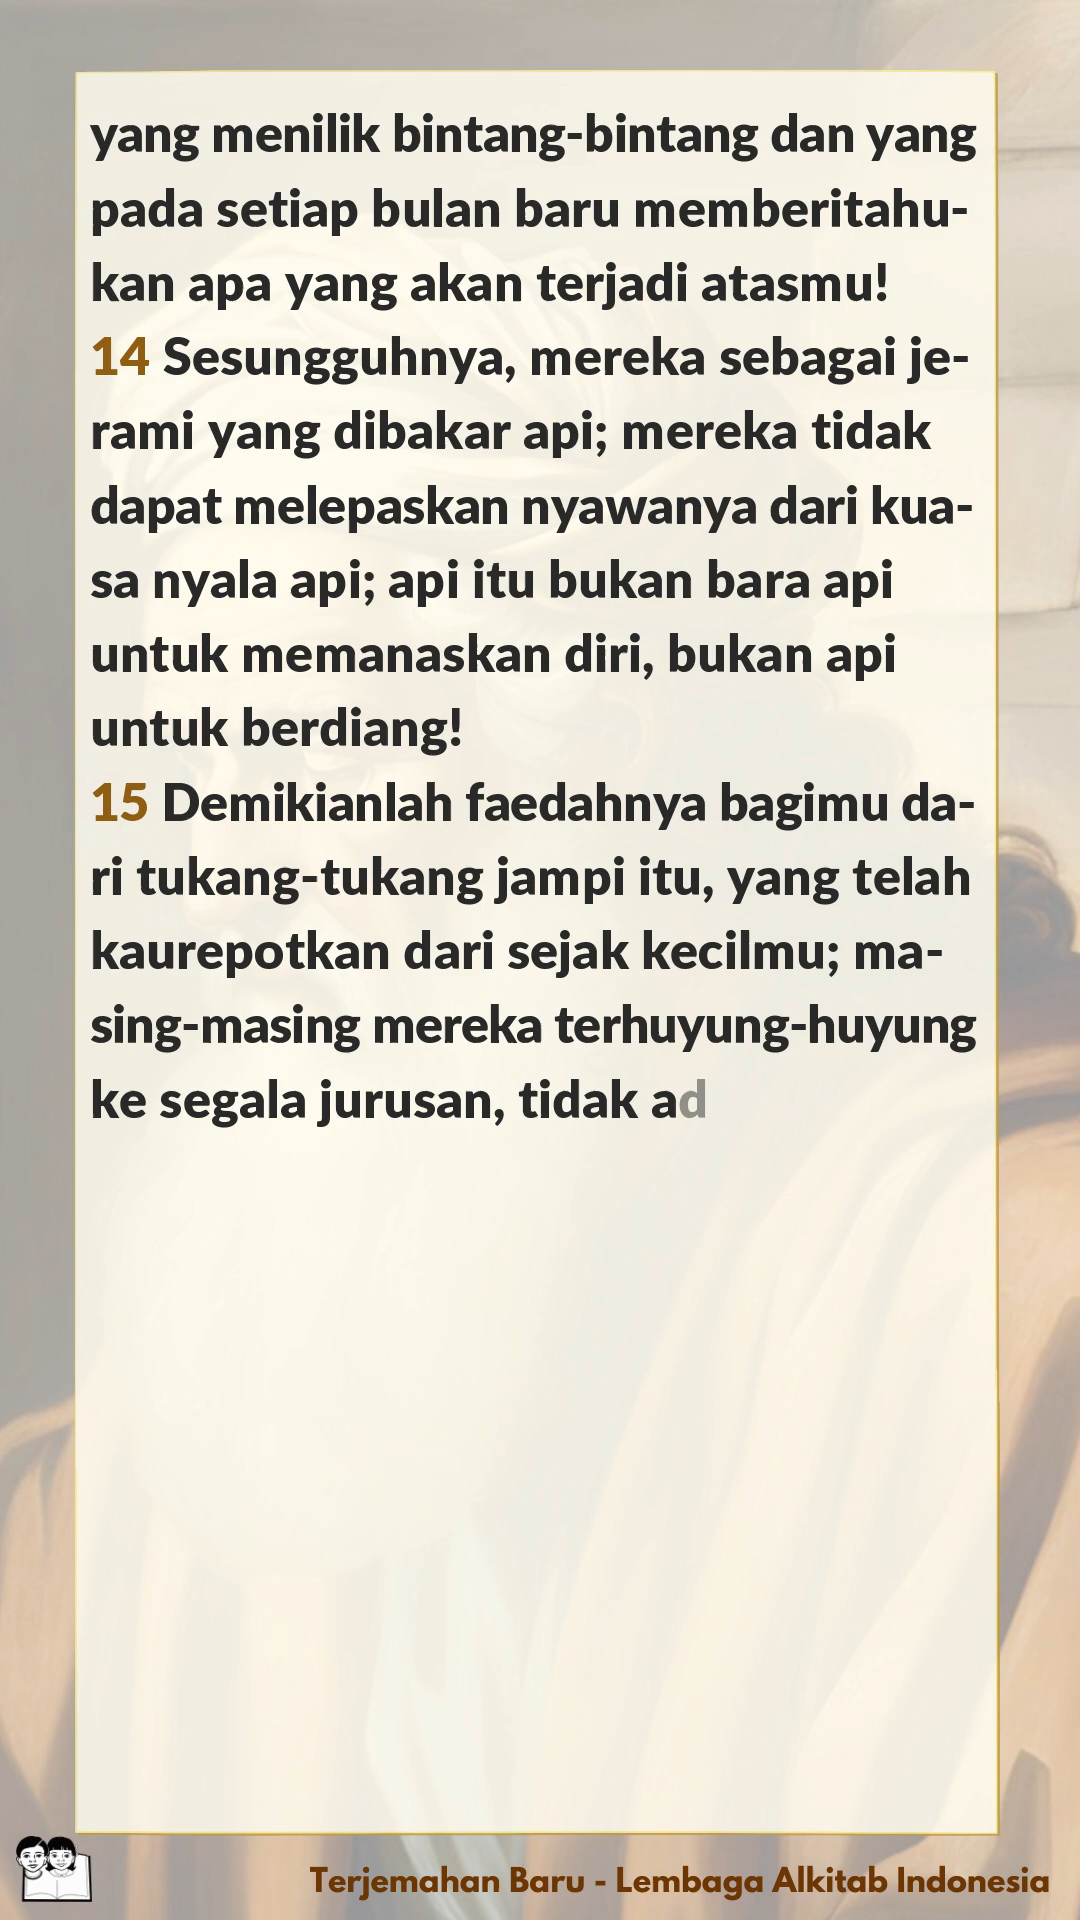 yang menilik bintang-bintang dan yang
pada setiap bulan baru memberitahu-
kan apa yang akan terjadi atasmu!
14 Sesungguhnya, mereka sebagai je-
rami yang dibakar api; mereka tidak
dapat melepaskan nyawanya dari kua-
sa nyala api; api itu bukan bara api
untuk memanaskan diri, bukan api
untuk berdiang!
15 Demikianlah faedahnya bagimu da-
ri tukang-tukang jampi itu, yang telah
kaurepotkan dari sejak kecilmu; ma-
sing-masing mereka terhuyung-huyung
ke segala jurusan, tidak ad
Terjemahan Baru - Lembaga Alkitab Indonesia